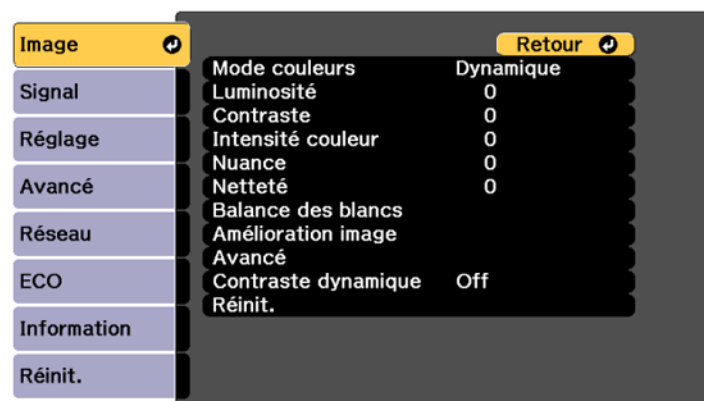 Image
Signal
Réglage
Avancé
Réseau
ECO
Information
Réinit.
Retour
Mode couleurs Dynamique
Luminosité 0
Contraste 0
Intensité couleur 0
Nuance 0
Netteté 0
Balance des blancs
Amélioration image
Avancé
Contraste dynamique Off
Réinit.